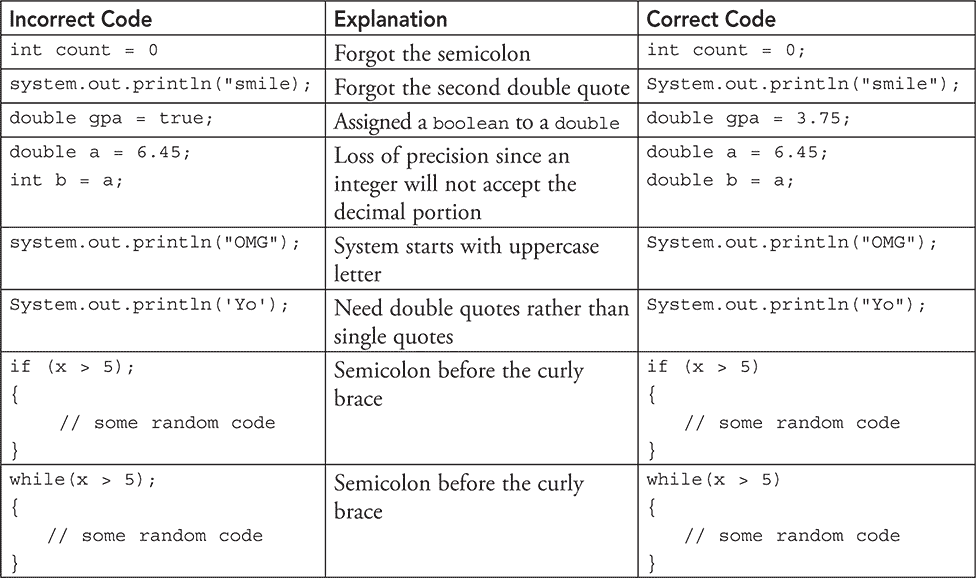 Incorrect Code Explanation Correct Code
int count = 0 Forgot the semicolon int count = 0;
system.out.println("smile); Forgot the second double quote System.out.println("smile");
double gpa = true; Assigned a boolean to a double double gpa = 3.75;
double a = 6.45; Loss of precision since an double a = 6.45;
int b = a; integer will not accept the double b = a;
decimal portion
system.out.println("OMG"); System starts with uppercase System.out.println("OMG");
letter
System.out.println('Yo'); Need double quotes rather than System.out.println("Yo");
single quotes
if (x > 5); Semicolon before the curly if (x > 5)
{ brace {
// some random code // some random code
} }
while(x > 5); Semicolon before the curly while(x > 5)
{ brace {
// some random code // some random code
} }